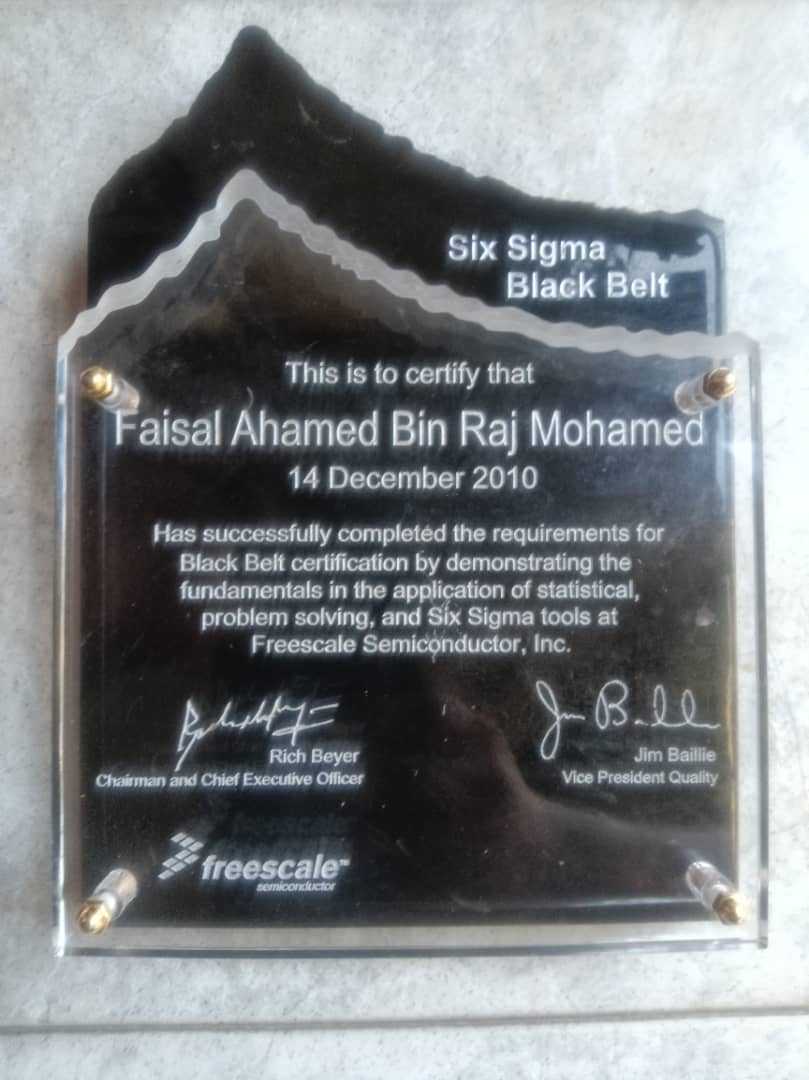 Six Sigma
Black Belt
This is to certify that
Faisal Ahamed Bin Raj Mohamed
14 December 2010
Has successfully completed the requirements for
Black Belt certification by demonstrating the
fundamentals in the application of statistical,
problem solving, and Six Sigma tools at
Freescale Semiconductor, Inc.
Jim Baillie
Rich Beyer
Jim Baillie
Chairman and Chief Executive Officer
Vice President Quality
freescale™
semiconductor